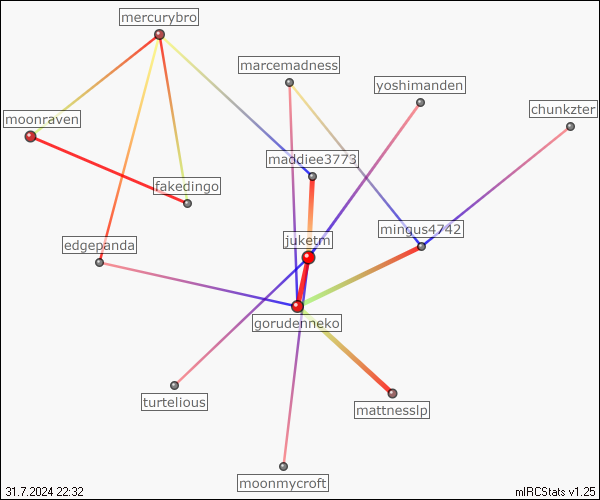 mercurybro
marcemadness
yoshimanden
chunkzter
moonraven
maddiee3773
fakedingo
mingus4742
juketm
edgepanda
gorudenneko
turtelious
mattnesslp
moonmycroft
31.7.2024 22:32
mIRCStats v1.25